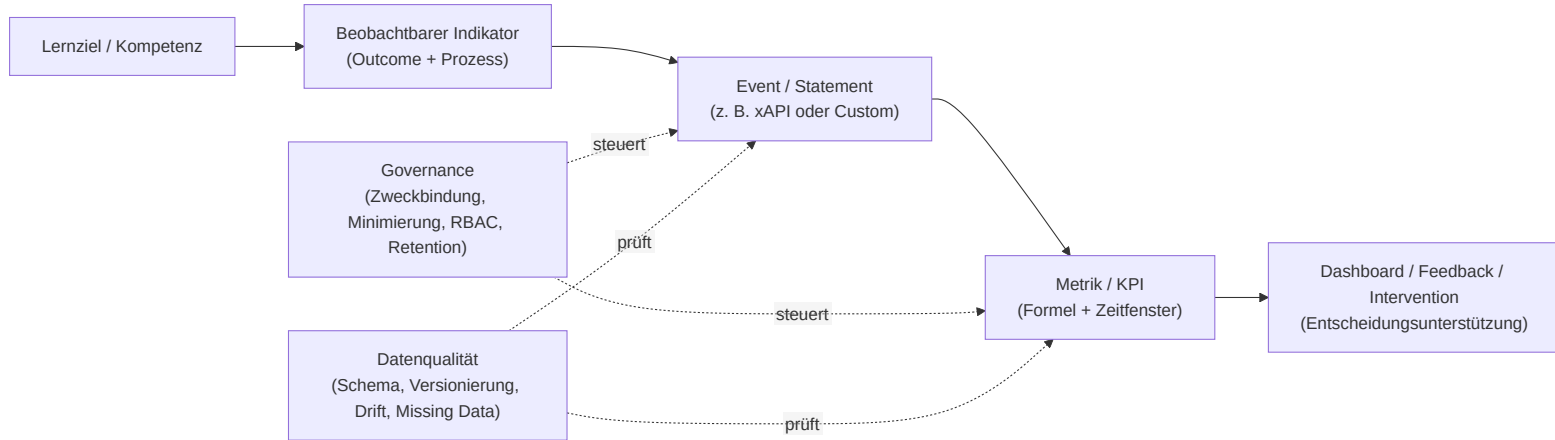 Lernziel / Kompetenz
Beobachtbarer Indikator
(Outcome + Prozess)
Event / Statement
(z. B. xAPI oder Custom)
steuert
Governance
(Zweckbindung,
Minimierung, RBAC,
Retention)
prüft
Metrik / KPI
(Formel + Zeitfenster)
Dashboard / Feedback /
Intervention
(Entscheidungsunterstützung)
steuert
Datenqualität
(Schema, Versionierung,
Drift, Missing Data)
prüft